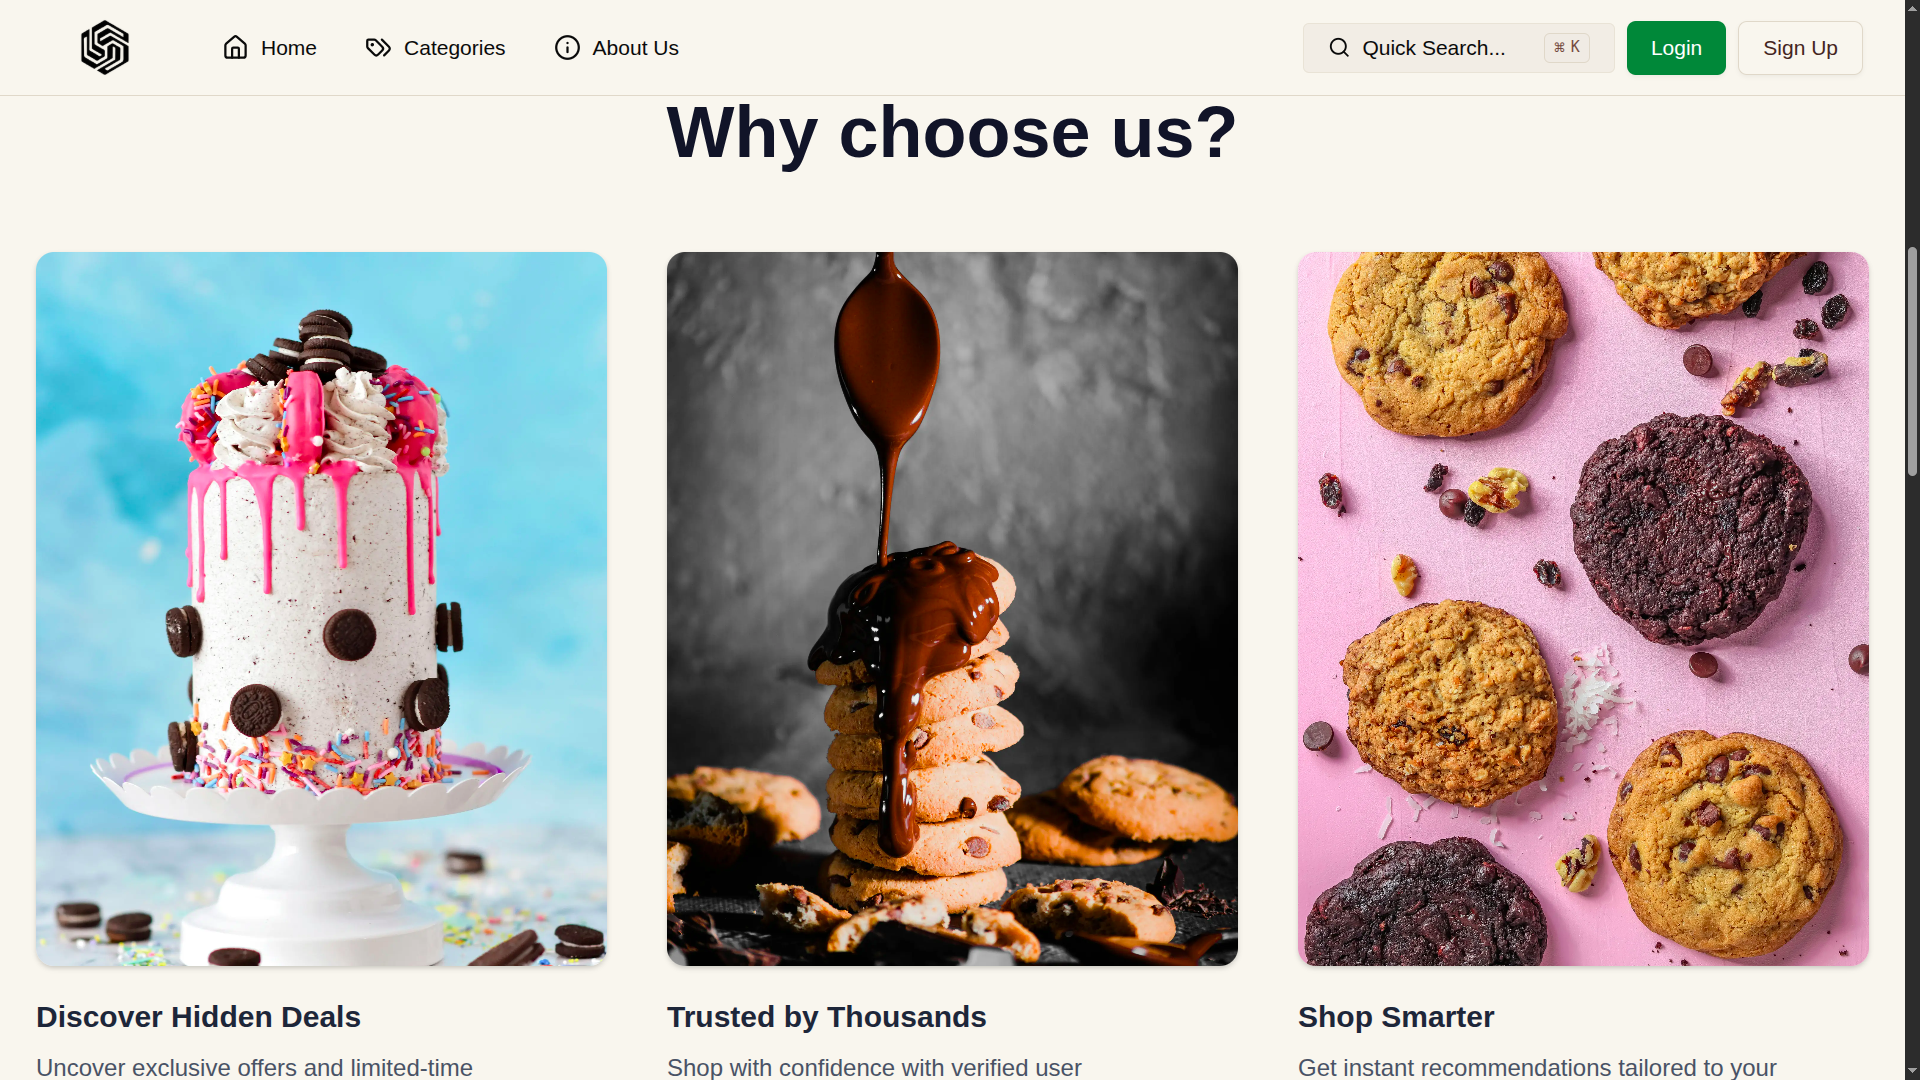 Home
Categories
About Us
Quick Search...
⌘ K
Login
Sign Up
Why choose us?
Discover Hidden Deals
Uncover exclusive offers and limited-time
Trusted by Thousands
Shop with confidence with verified user
Shop Smarter
Get instant recommendations tailored to your